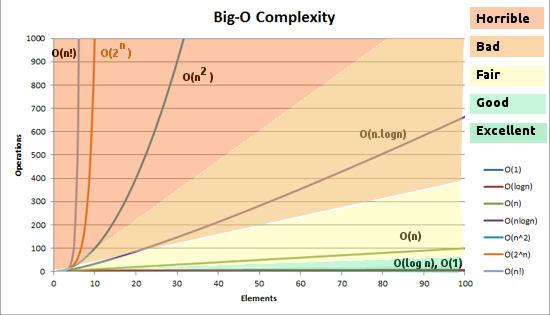 Big-O Complexity
Horrible
Bad
Fair
Good
Excellent
O(n!)
O(2^n)
O(n^2)
O(n.logn)
O(n)
O(log n), O(1)
Operations
1000
900
800
700
600
500
400
300
200
100
0
0 10 20 30 40 50 60 70 80 90 100
Elements
O(1)
O(logn)
O(n)
O(nlogn)
O(n^2)
O(2^n)
O(n!)